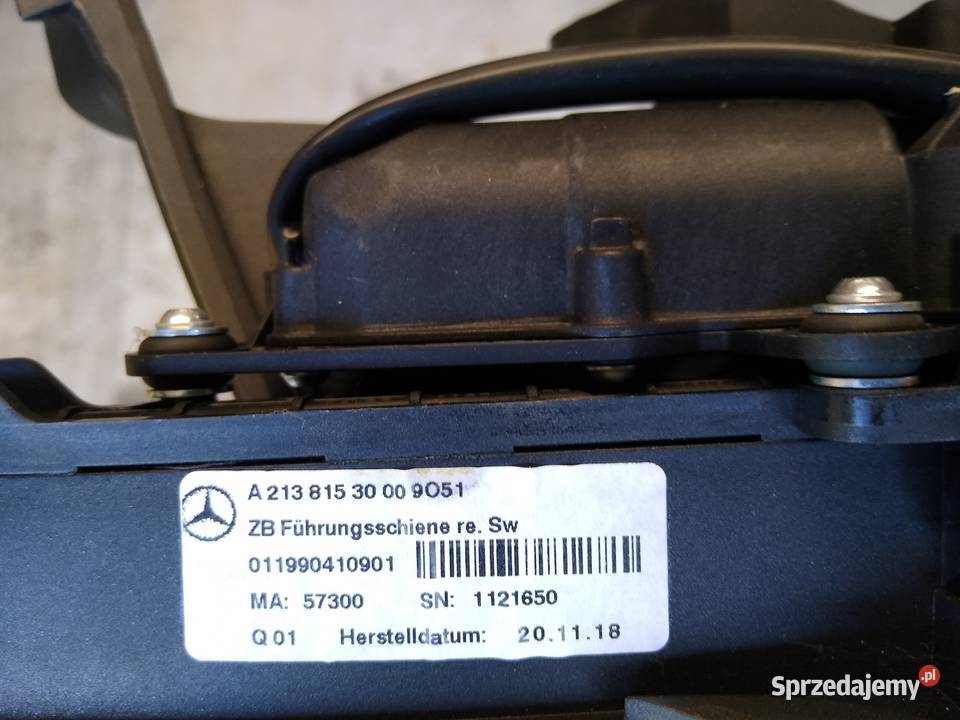 A 213 815 30 00 9O51
ZB Führungsschiene re. Sw
011990410901
MA: 57300 SN: 1121650
Q 01 Herstelldatum: 20.11.18
Sprzedajemy.pl